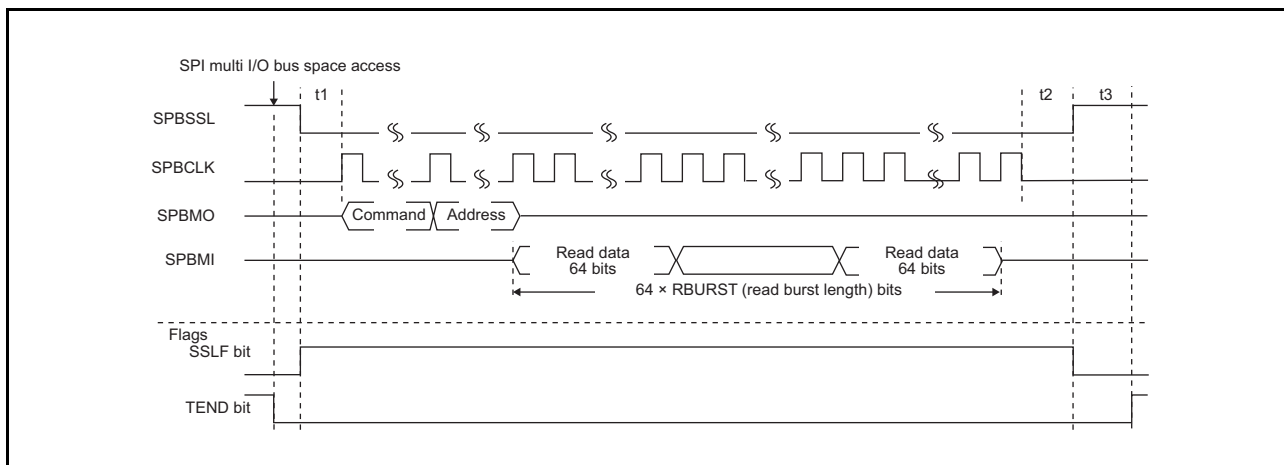 SPI multi I/O bus space access
t1
t2
t3
SPBSSL
SPBCLK
SPBMO
Command
Address
SPBMI
Read data
64 bits
Read data
64 bits
64 × RBURST (read burst length) bits
Flags
SSLF bit
TEND bit